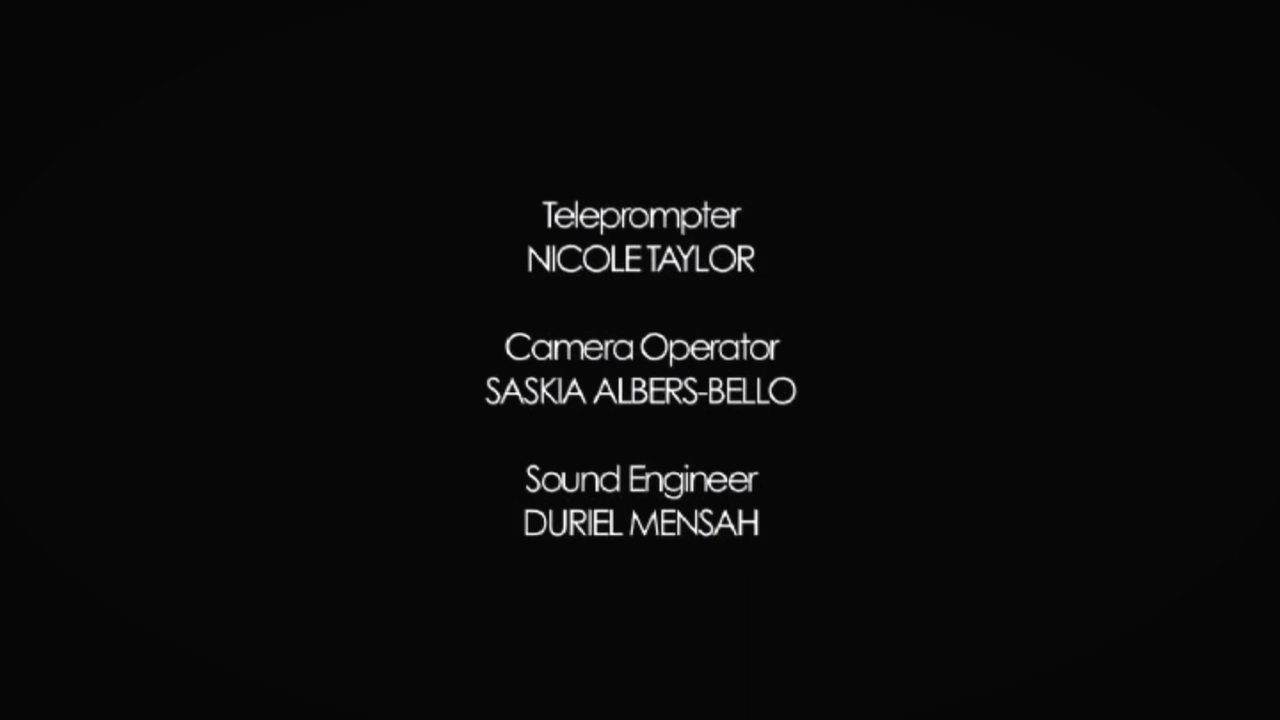 Teleprompter
NICOLE TAYLOR
Camera Operator
SASKIA ALBERS-BELLO
Sound Engineer
DURIEL MENSAH